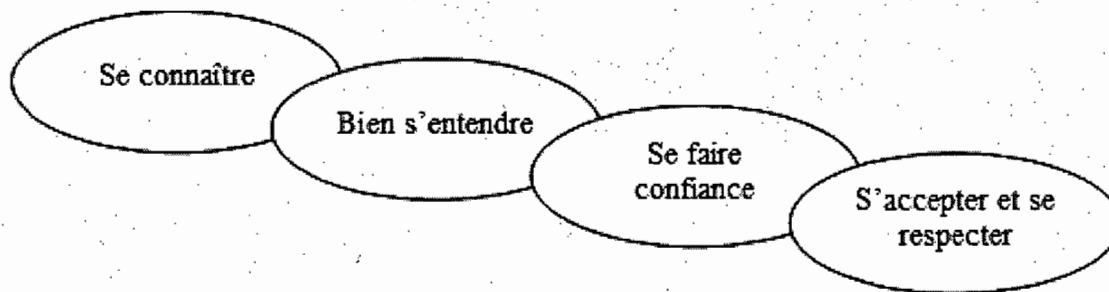 Se connaître
Bien s'entendre
Se faire
confiance
S'accepter et se
respecter